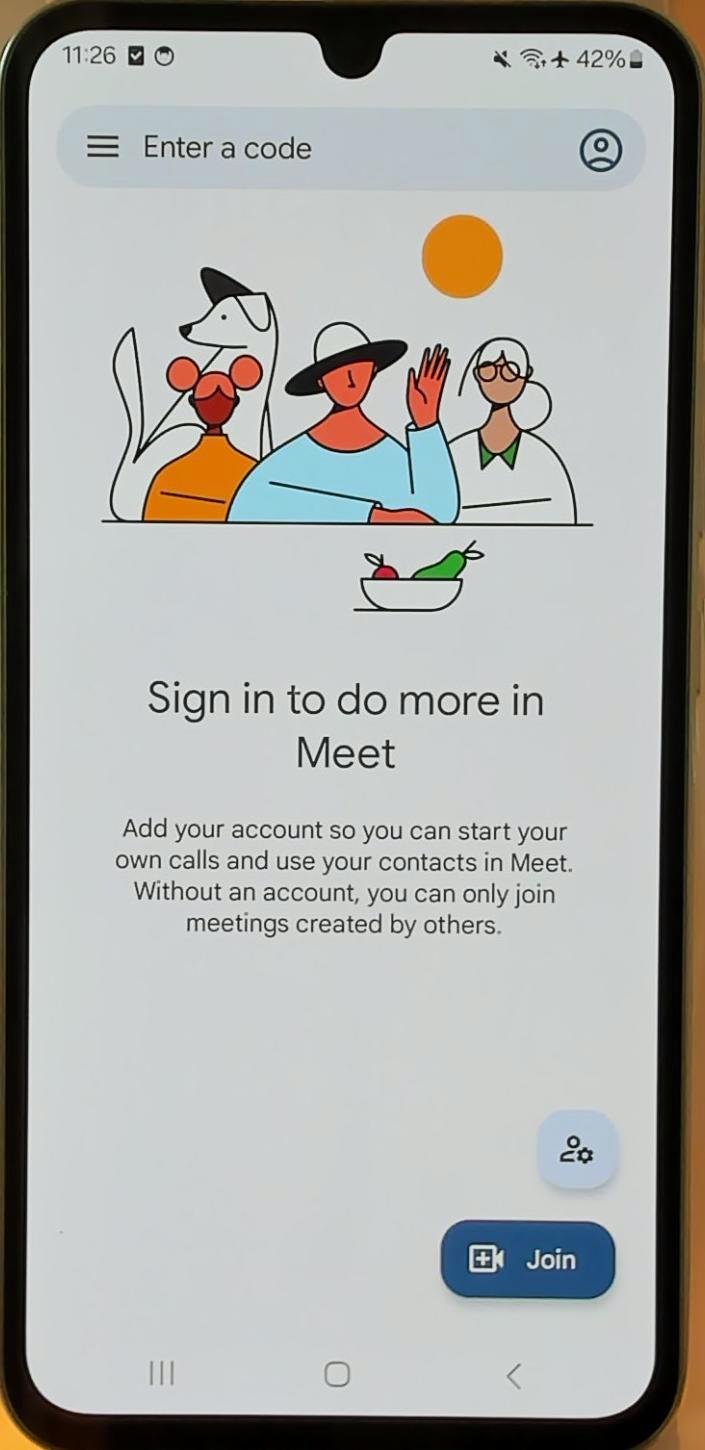 11:26
42%
Enter a code
Sign in to do more in
Meet
Add your account so you can start your
own calls and use your contacts in Meet.
Without an account, you can only join
meetings created by others.
Join